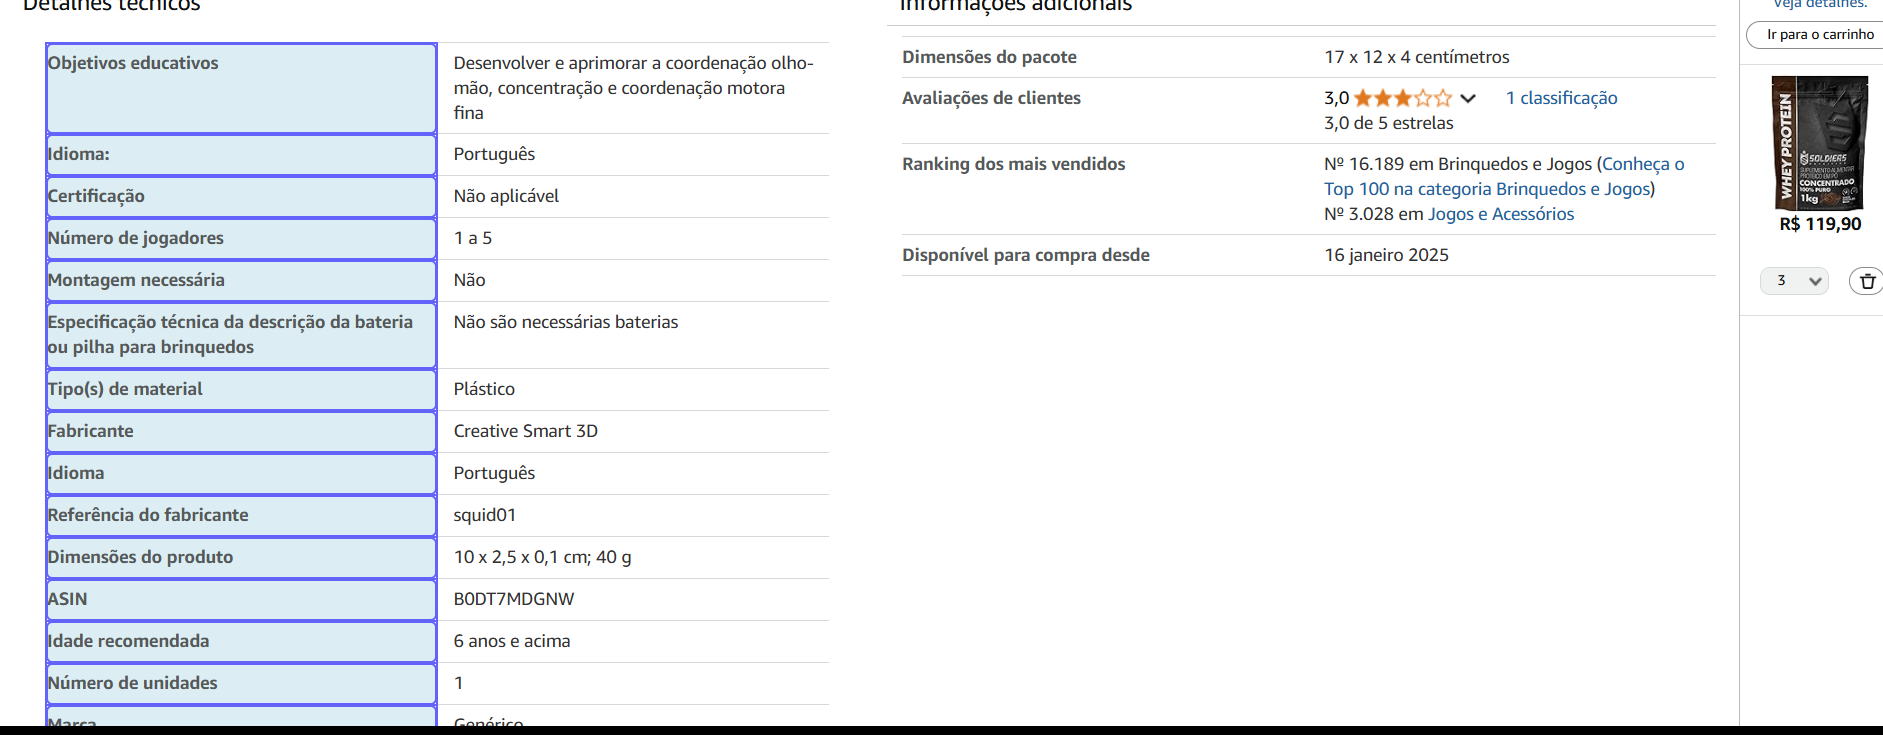 Detalhes técnicos
Objetivos educativos
Desenvolver e aprimorar a coordenação olho-
mão, concentração e coordenação motora
fina
Idioma:
Português
Certificação
Não aplicável
Número de jogadores
1 a 5
Montagem necessária
Não
Especificação técnica da descrição da bateria
ou pilha para brinquedos
Não são necessárias baterias
Tipo(s) de material
Plástico
Fabricante
Creative Smart 3D
Idioma
Português
Referência do fabricante
squid01
Dimensões do produto
10 x 2,5 x 0,1 cm; 40 g
ASIN
B0DT7MDGNW
Idade recomendada
6 anos e acima
Número de unidades
1
Marca
Genérico
Informações adicionais
Dimensões do pacote
17 x 12 x 4 centímetros
Avaliações de clientes
3,0 1 classificação
3,0 de 5 estrelas
Ranking dos mais vendidos
Nº 16.189 em Brinquedos e Jogos (Conheça o
Top 100 na categoria Brinquedos e Jogos)
Nº 3.028 em Jogos e Acessórios
Disponível para compra desde
16 janeiro 2025
Veja detalhes.
Ir para o carrinho
WHEY PROTEIN
SOLDIERS
SUPLEMENTO ALIMENTAR
PROTEICO EM PÓ
CONCENTRADO
100% PURO
1kg
R$ 119,90
3